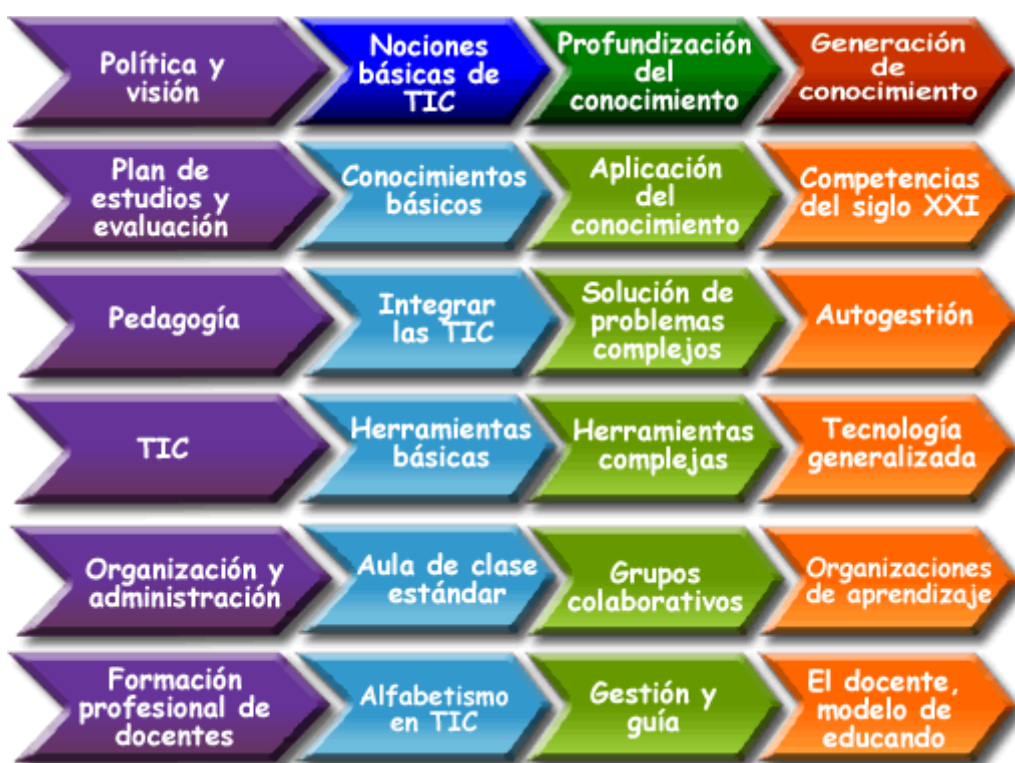 Política y
visión
Nociones
básicas de
TIC
Profundización
del
conocimiento
Generación
de
conocimiento
Plan de
estudios y
evaluación
Conocimientos
básicos
Aplicación
del
conocimiento
Competencias
del siglo XXI
Pedagogía
Integrar
las TIC
Solución de
problemas
complejos
Autogestión
TIC
Herramientas
básicas
Herramientas
complejas
Tecnología
generalizada
Organización y
administración
Aula de clase
estándar
Grupos
colaborativos
Organizaciones
de aprendizaje
Formación
profesional de
docentes
Alfabetismo
en TIC
Gestión y
guía
El docente,
modelo de
educando